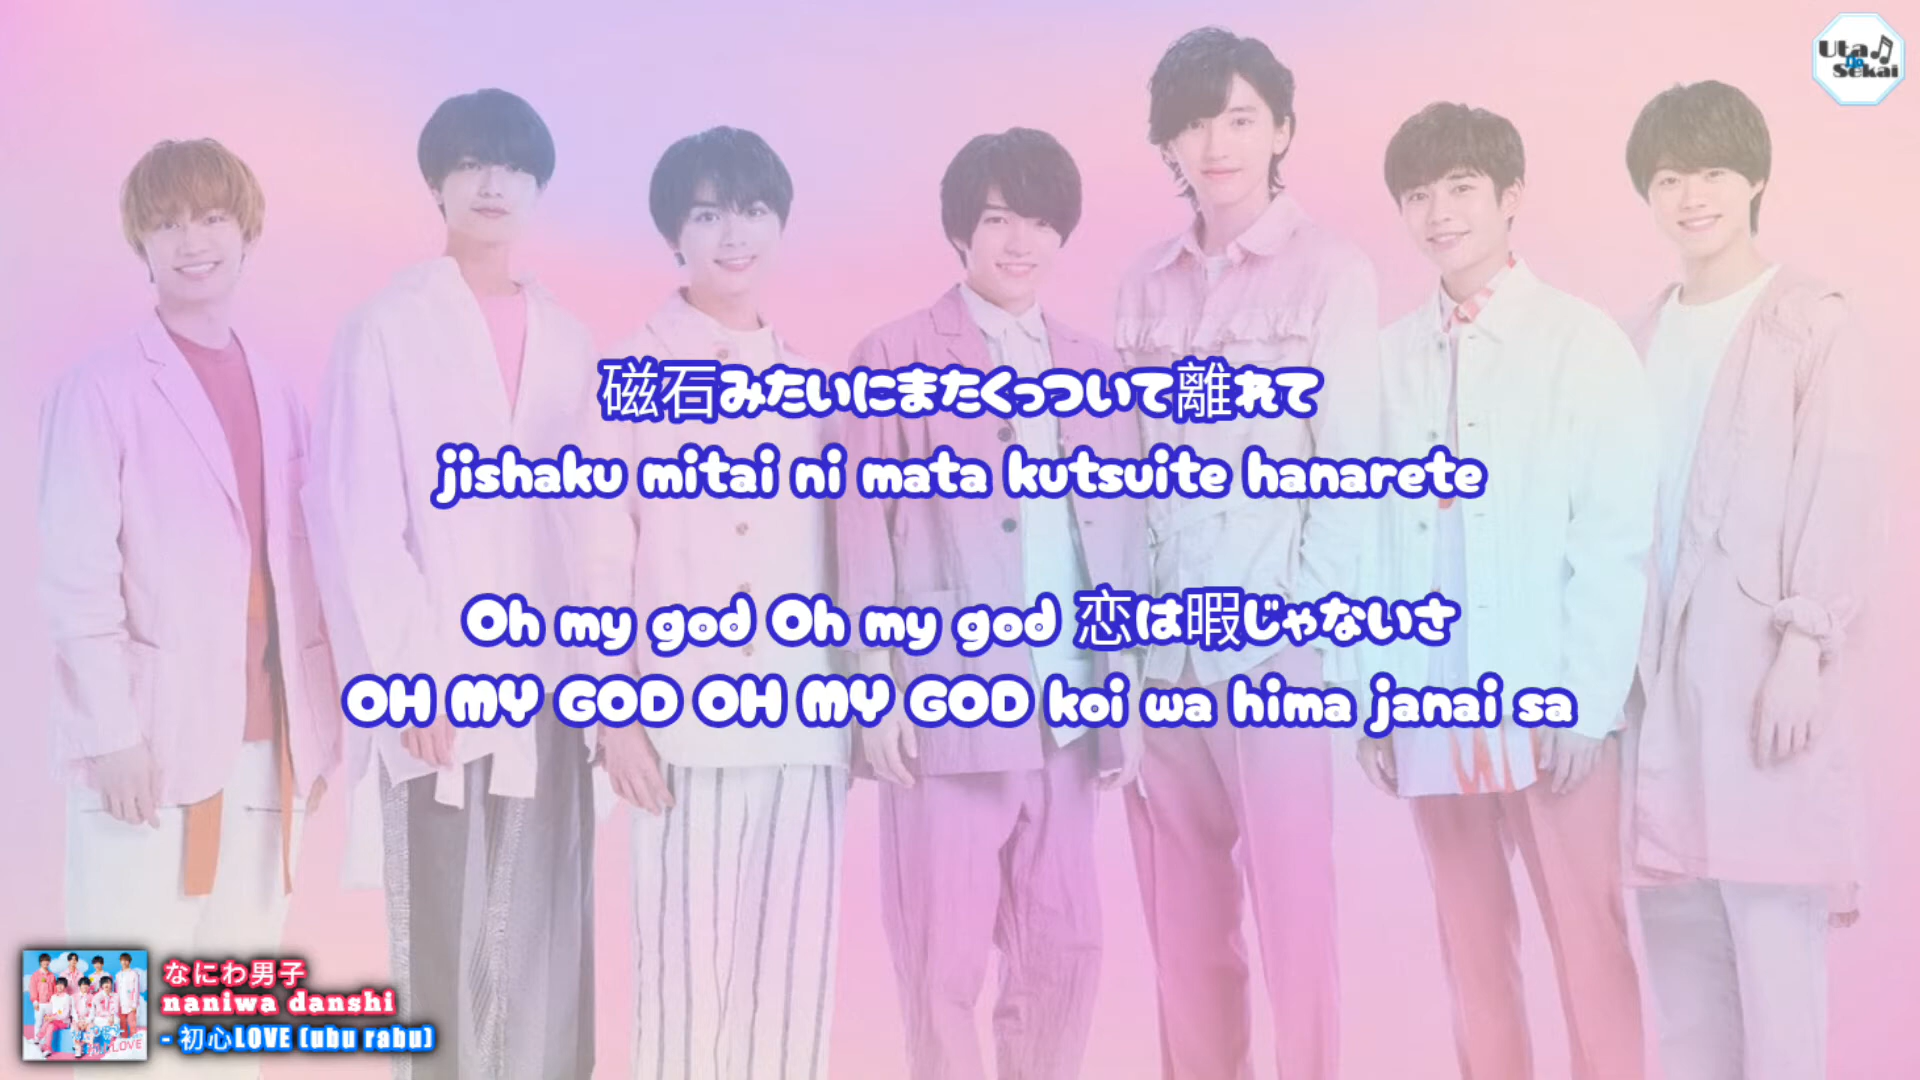 Uta
No
Sekai
磁石みたいにまたくっついて離れて
jishaku mitai ni mata kutsuite hanarete
Oh my god Oh my god 恋は暇じゃないさ
OH MY GOD OH MY GOD koi wa hima janai sa
なにわ男子
naniwa danshi
- 初心LOVE (ubu rabu)
LOVE